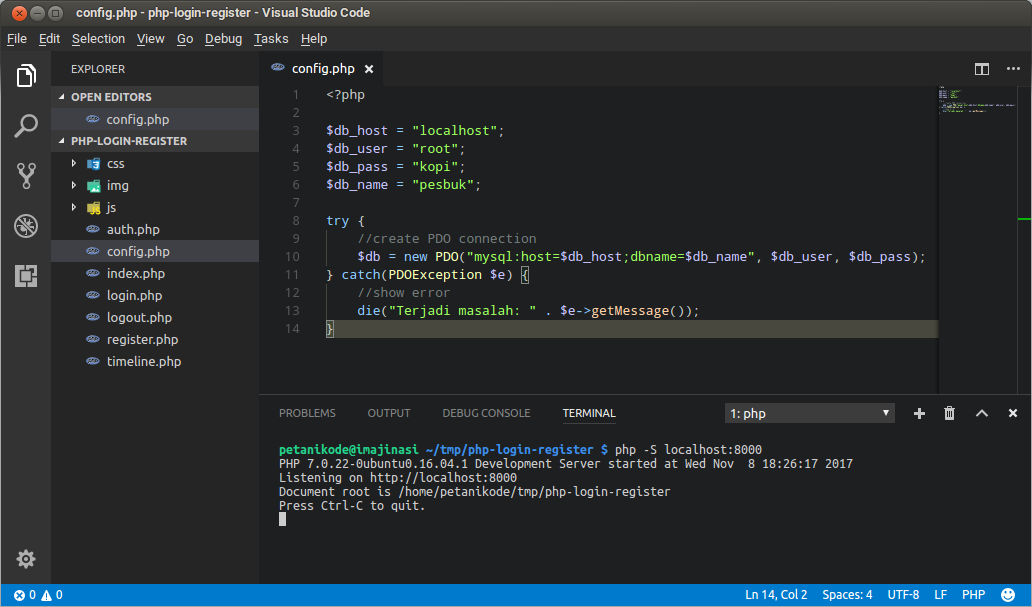 config.php - php-login-register - Visual Studio Code
File Edit Selection View Go Debug Tasks Help
EXPLORER
OPEN EDITORS
config.php
PHP-LOGIN-REGISTER
css
img
js
auth.php
config.php
index.php
login.php
logout.php
register.php
timeline.php
config.php
1 <?php
2
3 $db_host = "localhost";
4 $db_user = "root";
5 $db_pass = "kopi";
6 $db_name = "pesbuk";
7
8 try {
9     //create PDO connection
10     $db = new PDO("mysql:host=$db_host;dbname=$db_name", $db_user, $db_pass);
11 } catch(PDOException $e) {
12     //show error
13     die("Terjadi masalah: " . $e->getMessage());
14 }
PROBLEMS OUTPUT DEBUG CONSOLE TERMINAL 1: php
petanikode@imajinasi ~/tmp/php-login-register $ php -S localhost:8000
PHP 7.0.22-0ubuntu0.16.04.1 Development Server started at Wed Nov  8 18:26:17 2017
Listening on http://localhost:8000
Document root is /home/petanikode/tmp/php-login-register
Press Ctrl-C to quit.
0 0 Ln 14, Col 2 Spaces: 4 UTF-8 LF PHP